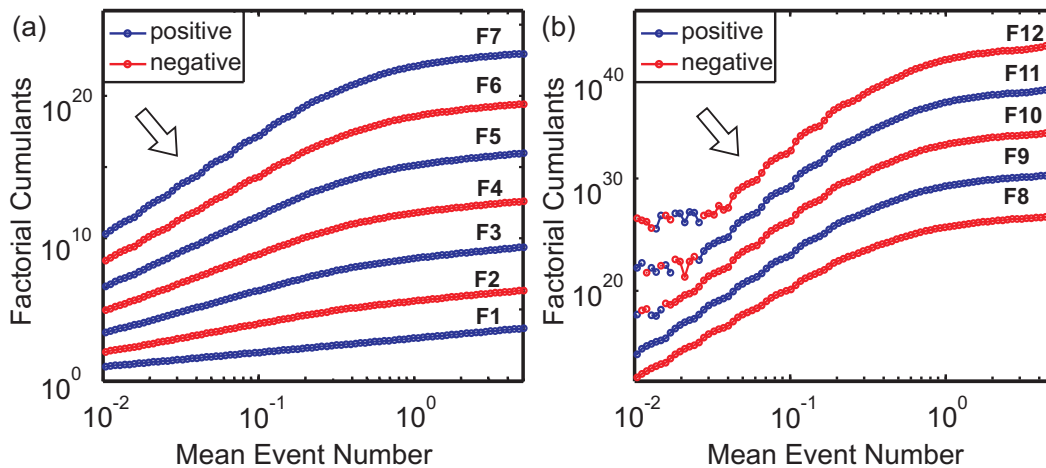 (a)
positive
negative
F7
F6
F5
F4
F3
F2
F1
10^20
10^10
10^0
Factorial Cumulants
10^-2 10^-1 10^0
Mean Event Number
(b)
positive
negative
F12
F11
F10
F9
F8
10^40
10^30
10^20
Factorial Cumulants
10^-2 10^-1 10^0
Mean Event Number